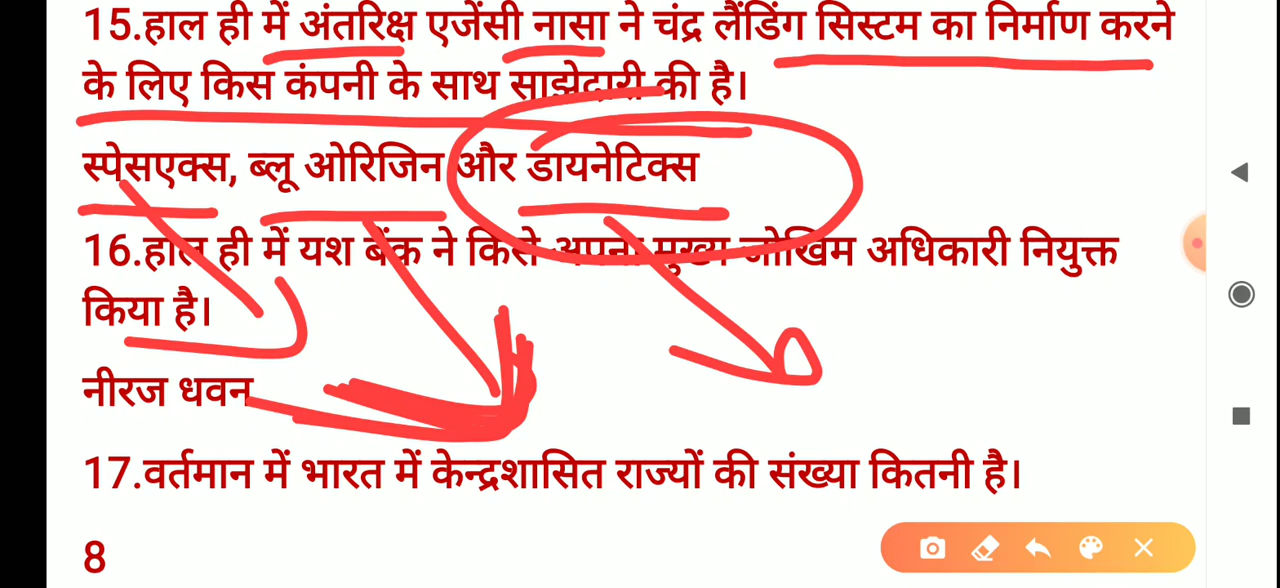 15.हाल ही में अंतरिक्ष एजेंसी नासा ने चंद्र लैंडिंग सिस्टम का निर्माण करने
के लिए किस कंपनी के साथ साझेदारी की है।
स्पेसएक्स, ब्लू ओरिजिन और डायनेटिक्स
16.हाल ही में यश बेंक ने किसे अपना मुख्य जोखिम अधिकारी नियुक्त
किया है।
नीरज धवन
17.वर्तमान में भारत में केन्द्रशासित राज्यों की संख्या कितनी है।
8